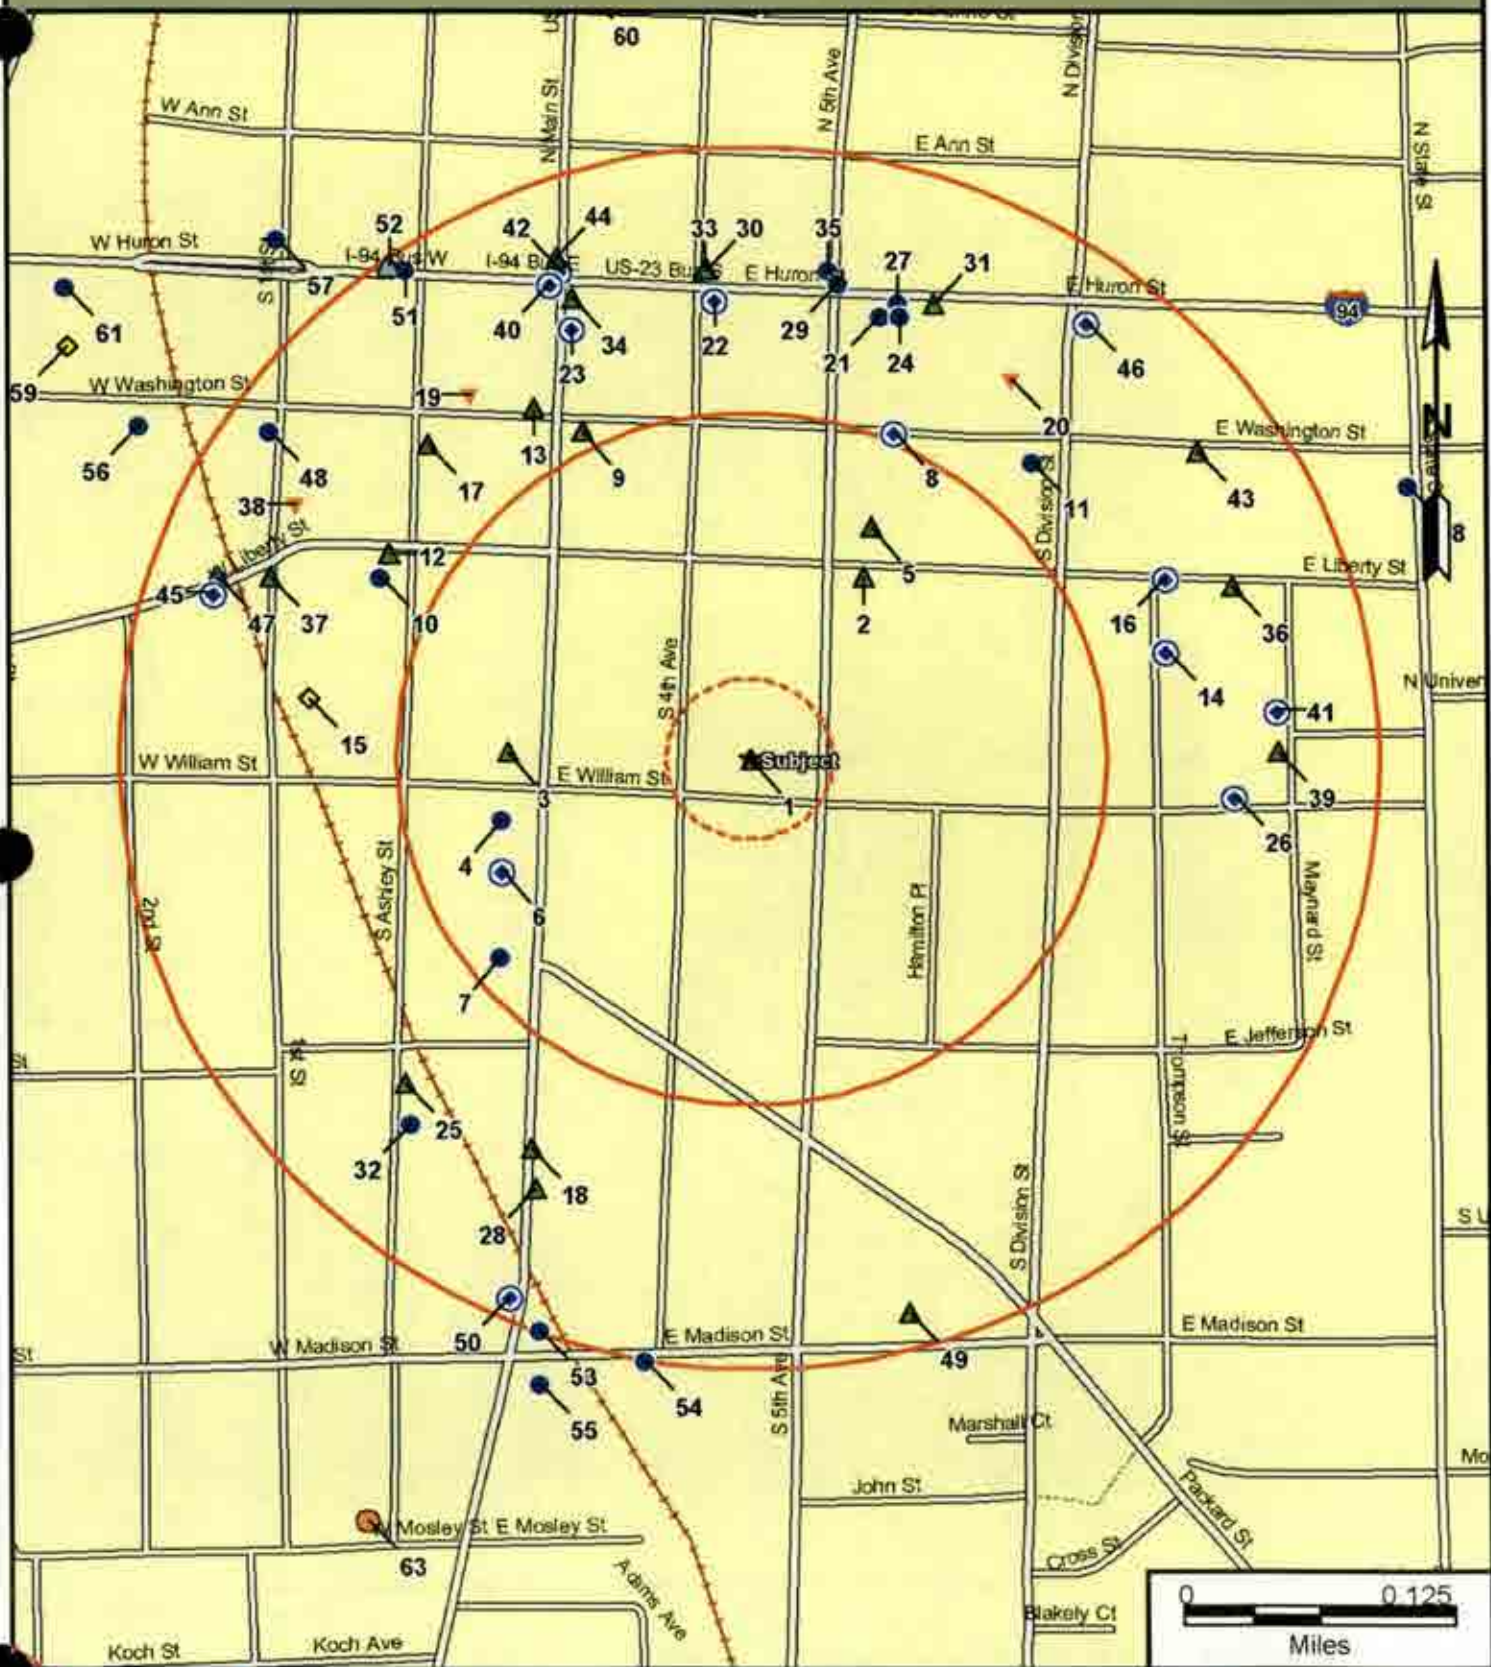 60
N Main St
N 5th Ave
N Division
W Ann St
E Ann St
N State St
52
42
44
33
30
35
W Huron St
I-94 Bus W
I-94 Bus E
E Huron
27
31
E Huron St
57
94
61
51
40
34
22
29
21
24
46
23
59
W Washington St
19
20
N
13
E Washington St
56
48
17
9
8
11
43
38
S Division St
8
W Liberty St
12
5
E Liberty St
45
47
37
10
2
16
36
S 4th Ave
14
N Univer
41
15
W William St
E William St
Subject
1
3
39
4
26
S Ashley St
Maynard St
2nd St
6
Hamilton Pl
7
E Jefferson St
St
1st St
Thompson St
25
32
18
28
S Division St
S U
50
E Madison St
E Madison St
W Madison St
St
53
49
54
S 5th Ave
55
Marshall Ct
Mo
John St
Packard St
W Mosley St
E Mosley St
63
Cross St
Adams Ave
0
0.125
Blakely Ct
Miles
Koch St
Koch Ave